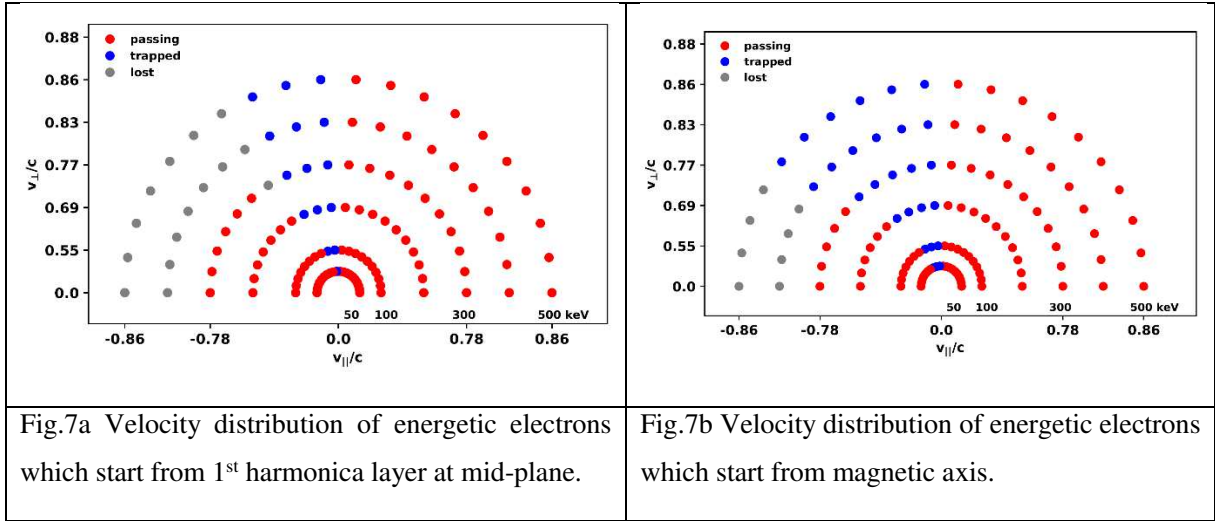 0.88
passing
trapped
lost
0.86
0.83
0.77
0.69
0.55
0.0
v⊥/c
50 100 300 500 keV
-0.86 -0.78 0.0 0.78 0.86
v||/c
0.88
passing
trapped
lost
0.86
0.83
0.77
0.69
0.55
0.0
v⊥/c
50 100 300 500 keV
-0.86 -0.78 0.0 0.78 0.86
v||/c
Fig.7a Velocity distribution of energetic electrons
which start from 1st harmonica layer at mid-plane.
Fig.7b Velocity distribution of energetic electrons
which start from magnetic axis.